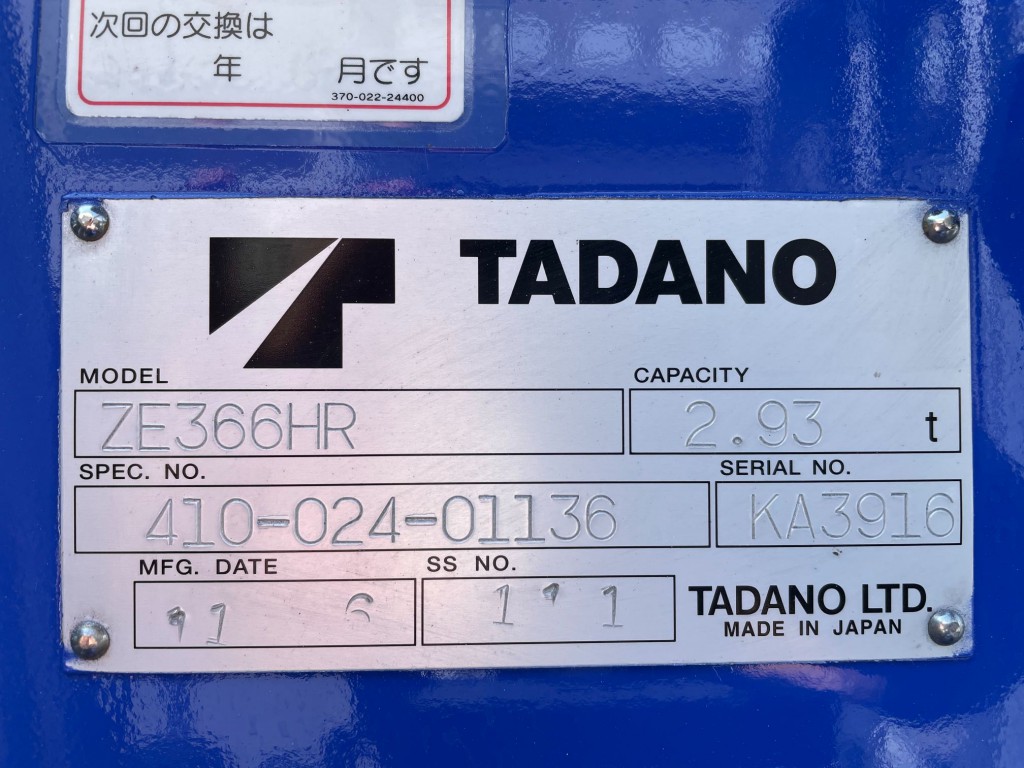 次回の交換は
年 月です
370-022-24400
TADANO
MODEL CAPACITY
ZE366HR 2.93 t
SPEC. NO. SERIAL NO.
410-024-01136 KA3916
MFG. DATE SS NO.
'1 6 1'1
TADANO LTD.
MADE IN JAPAN